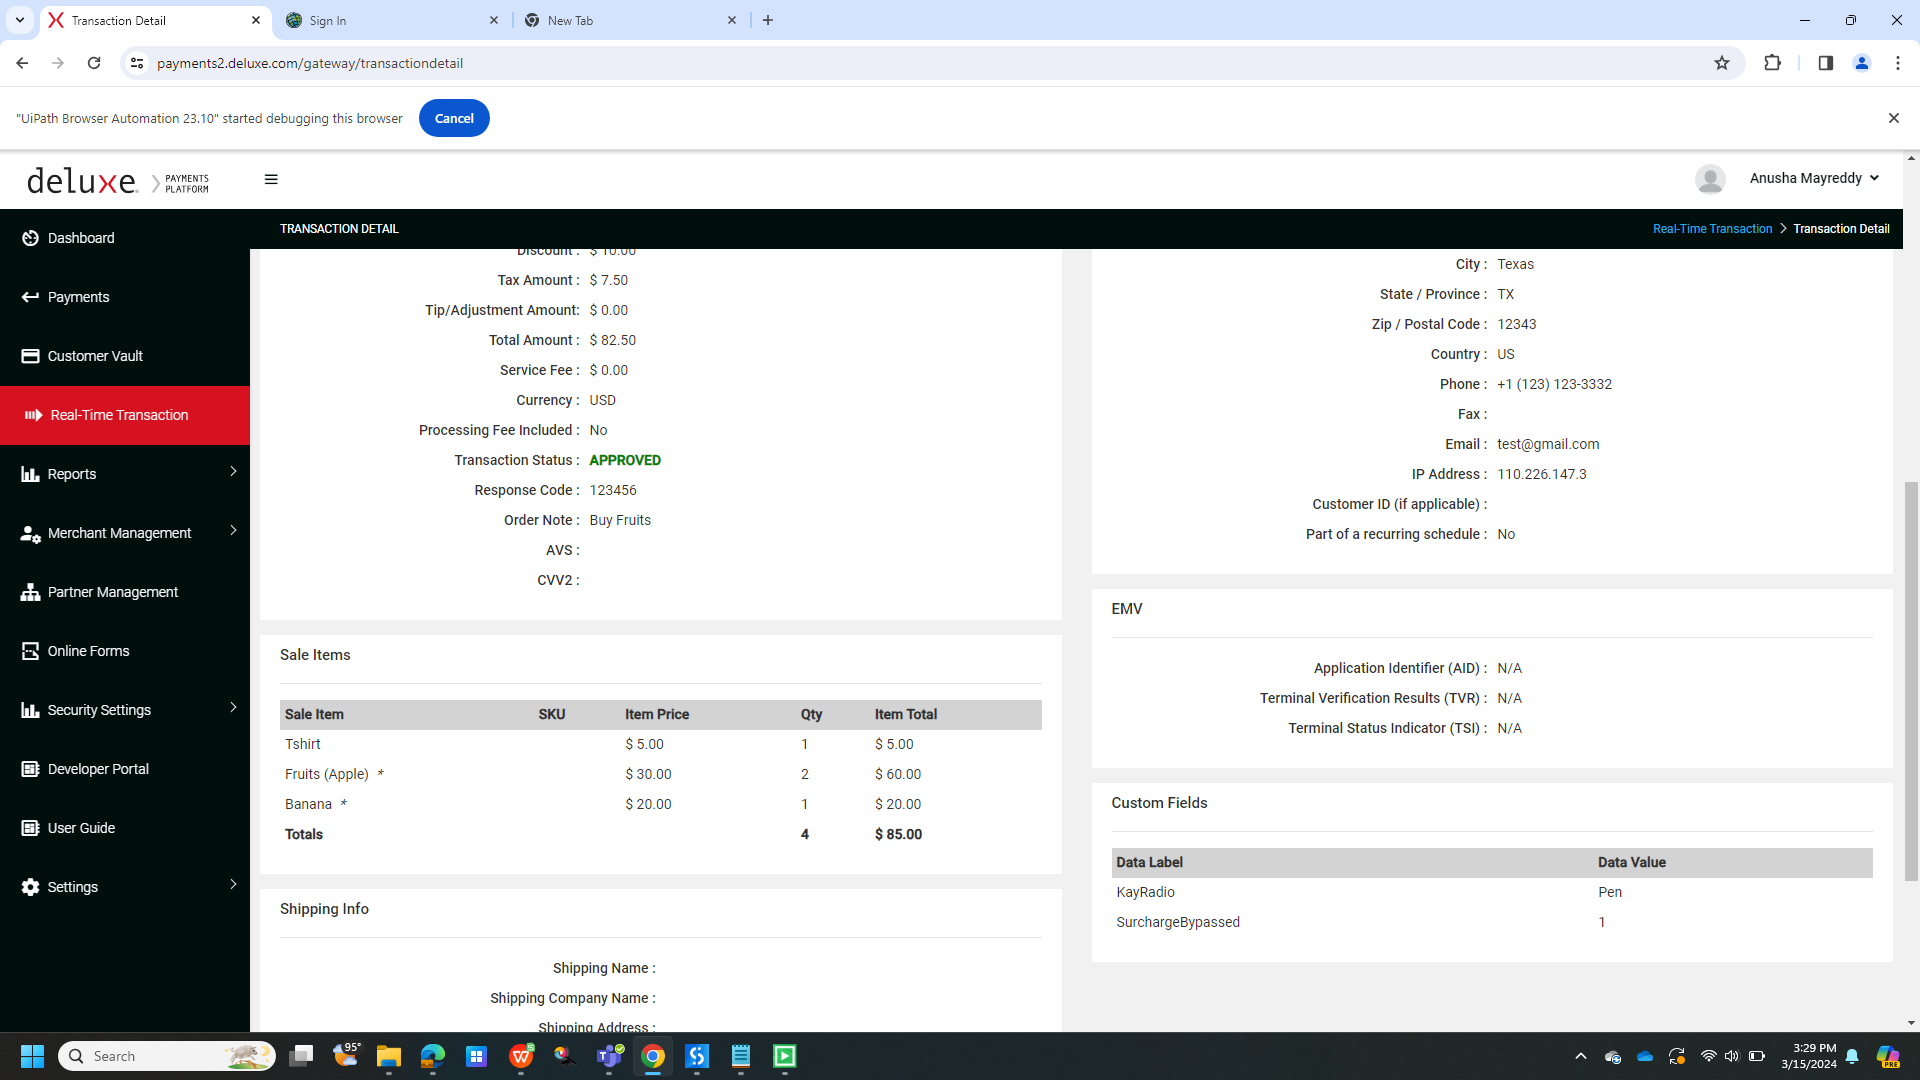 Transaction Detail
Sign In
New Tab
payments2.deluxe.com/gateway/transactiondetail
"UiPath Browser Automation 23.10" started debugging this browser
Cancel
deluxe.
PAYMENTS
PLATFORM
Anusha Mayreddy
TRANSACTION DETAIL
Real-Time Transaction
Transaction Detail
Dashboard
Payments
Customer Vault
Real-Time Transaction
Reports
Merchant Management
Partner Management
Online Forms
Security Settings
Developer Portal
User Guide
Settings
Discount : $ 10.00
Tax Amount : $ 7.50
Tip/Adjustment Amount: $ 0.00
Total Amount : $ 82.50
Service Fee : $ 0.00
Currency : USD
Processing Fee Included : No
Transaction Status : APPROVED
Response Code : 123456
Order Note : Buy Fruits
AVS :
CVV2 :
Sale Items
Sale Item SKU Item Price Qty Item Total
Tshirt $ 5.00 1 $ 5.00
Fruits (Apple) * $ 30.00 2 $ 60.00
Banana * $ 20.00 1 $ 20.00
Totals 4 $ 85.00
Shipping Info
Shipping Name :
Shipping Company Name :
Shipping Address :
City : Texas
State / Province : TX
Zip / Postal Code : 12343
Country : US
Phone : +1 (123) 123-3332
Fax :
Email : test@gmail.com
IP Address : 110.226.147.3
Customer ID (if applicable) :
Part of a recurring schedule : No
EMV
Application Identifier (AID) : N/A
Terminal Verification Results (TVR) : N/A
Terminal Status Indicator (TSI) : N/A
Custom Fields
Data Label Data Value
KayRadio Pen
SurchargeBypassed 1
Search
95°
3:29 PM
3/15/2024
PRE